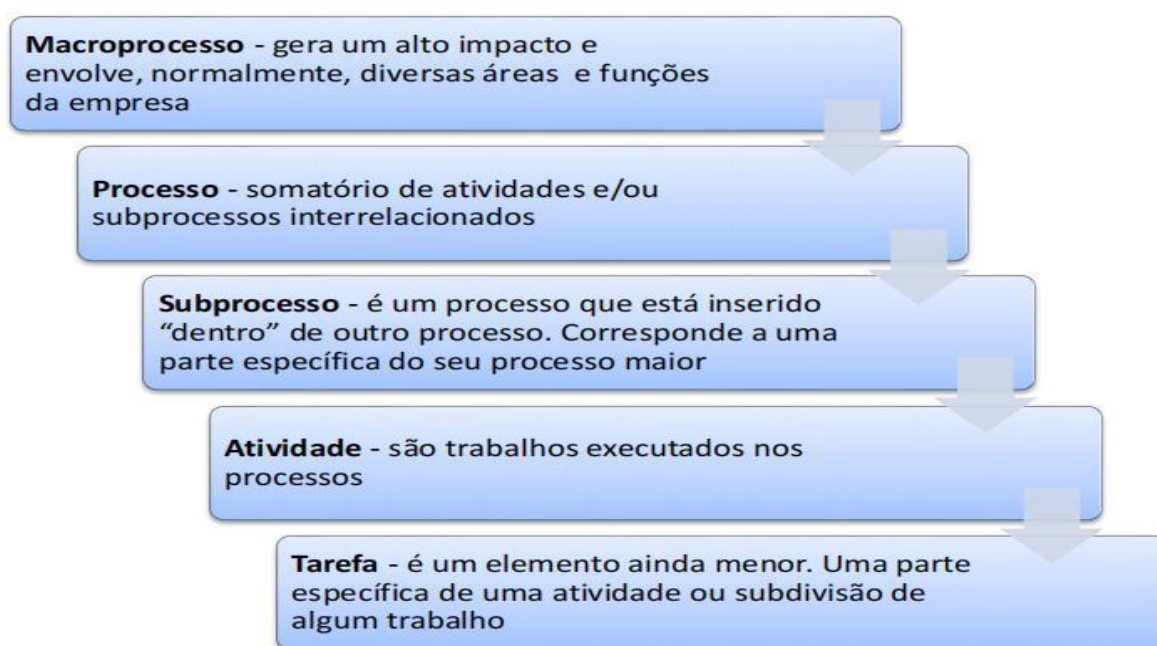 Macroprocesso - gera um alto impacto e
envolve, normalmente, diversas áreas e funções
da empresa
Processo - somatório de atividades e/ou
subprocessos interrelacionados
Subprocesso - é um processo que está inserido
“dentro” de outro processo. Corresponde a uma
parte específica do seu processo maior
Atividade - são trabalhos executados nos
processos
Tarefa - é um elemento ainda menor. Uma parte
específica de uma atividade ou subdivisão de
algum trabalho